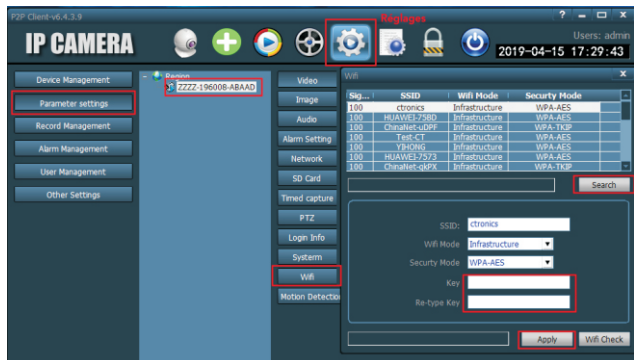 P2P Client-v6.4.3.9
Réglages
IP CAMERA
Users: admin
2019-04-15 17:29:43
Device Management
Parameter settings
Record Management
Alarm Management
User Management
Other Settings
Region
ZZZZ-196008-ABAAD
Video
Image
Audio
Alarm Setting
Network
SD Card
Timed capture
PTZ
Login Info
Systerm
Wifi
Motion Detection
Wifi
Sig... SSID Wifi Mode Security Mode
100 ctronics Infrastructure WPA-AES
100 HUAWEI-75BD Infrastructure WPA-AES
100 ChinaNet-uDPF Infrastructure WPA-TKIP
100 Test-CT Infrastructure WPA-AES
100 YIHONG Infrastructure WPA-AES
100 HUAWEI-7573 Infrastructure WPA-AES
100 ChinaNet-qkPX Infrastructure WPA-TKIP
Search
SSID: ctronics
Wifi Mode Infrastructure
Securty Mode WPA-AES
Key
Re-type Key
Apply Wifi Check